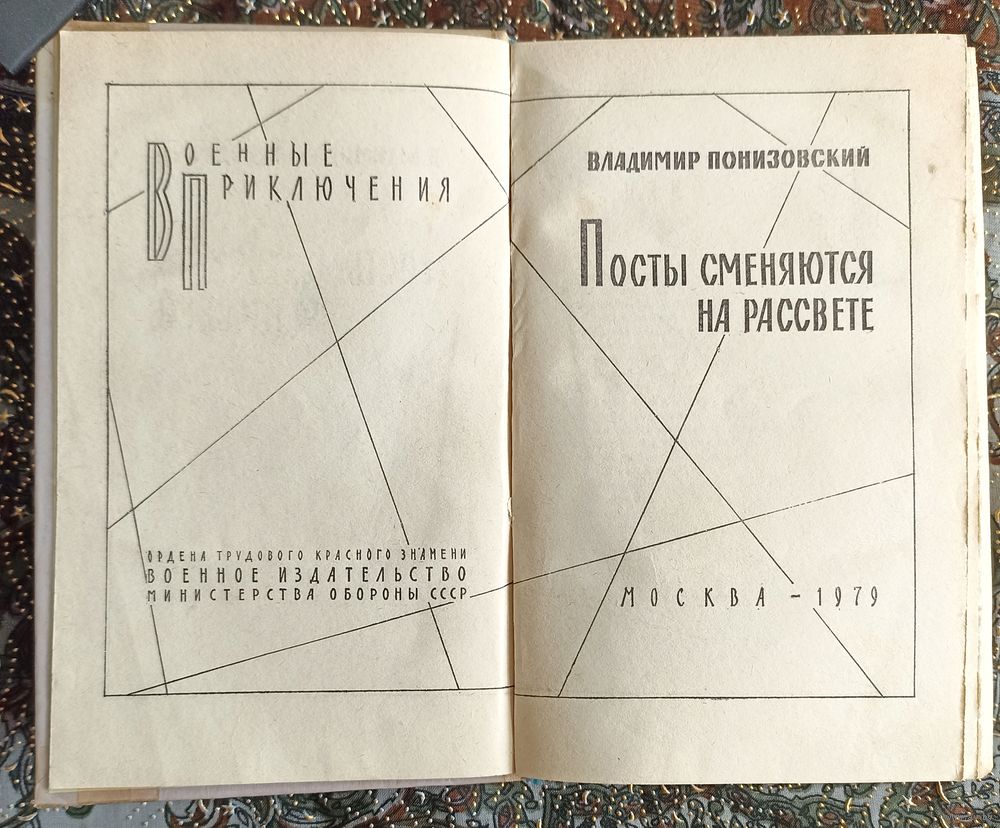 ВОЕННЫЕ
ПРИКЛЮЧЕНИЯ
ОРДЕНА ТРУДОВОГО КРАСНОГО ЗНАМЕНИ
ВОЕННОЕ ИЗДАТЕЛЬСТВО
МИНИСТЕРСТВА ОБОРОНЫ СССР
ВЛАДИМИР ПОНИЗОВСКИЙ
ПОСТЫ СМЕНЯЮТСЯ
НА РАССВЕТЕ
МОСКВА - 1979